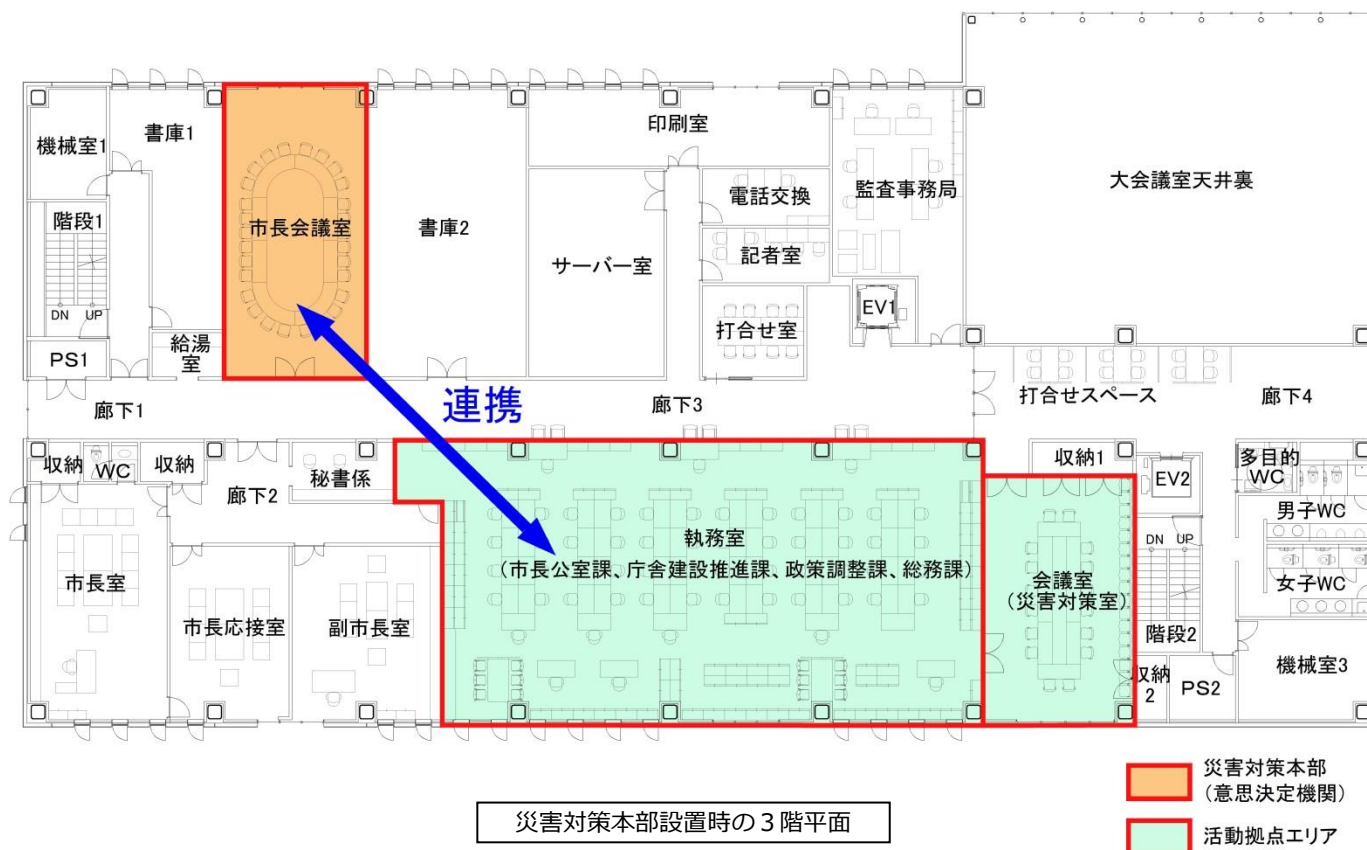 機械室1
書庫1
市長会議室
書庫2
印刷室
サーバー室
電話交換
記者室
打合せ室
監査事務局
EV1
大会議室天井裏
階段1
DN
UP
PS1
給湯
室
廊下1
連携
廊下3
打合せスペース
廊下4
収納
WC
収納
廊下2
秘書係
市長室
市長応接室
副市長室
執務室
(市長公室課、庁舎建設推進課、政策調整課、総務課)
収納1
会議室
(災害対策室)
EV2
DN
UP
階段2
収納
2
PS2
多目的
WC
男子WC
女子WC
機械室3
災害対策本部設置時の3階平面
災害対策本部
(意思決定機関)
活動拠点エリア